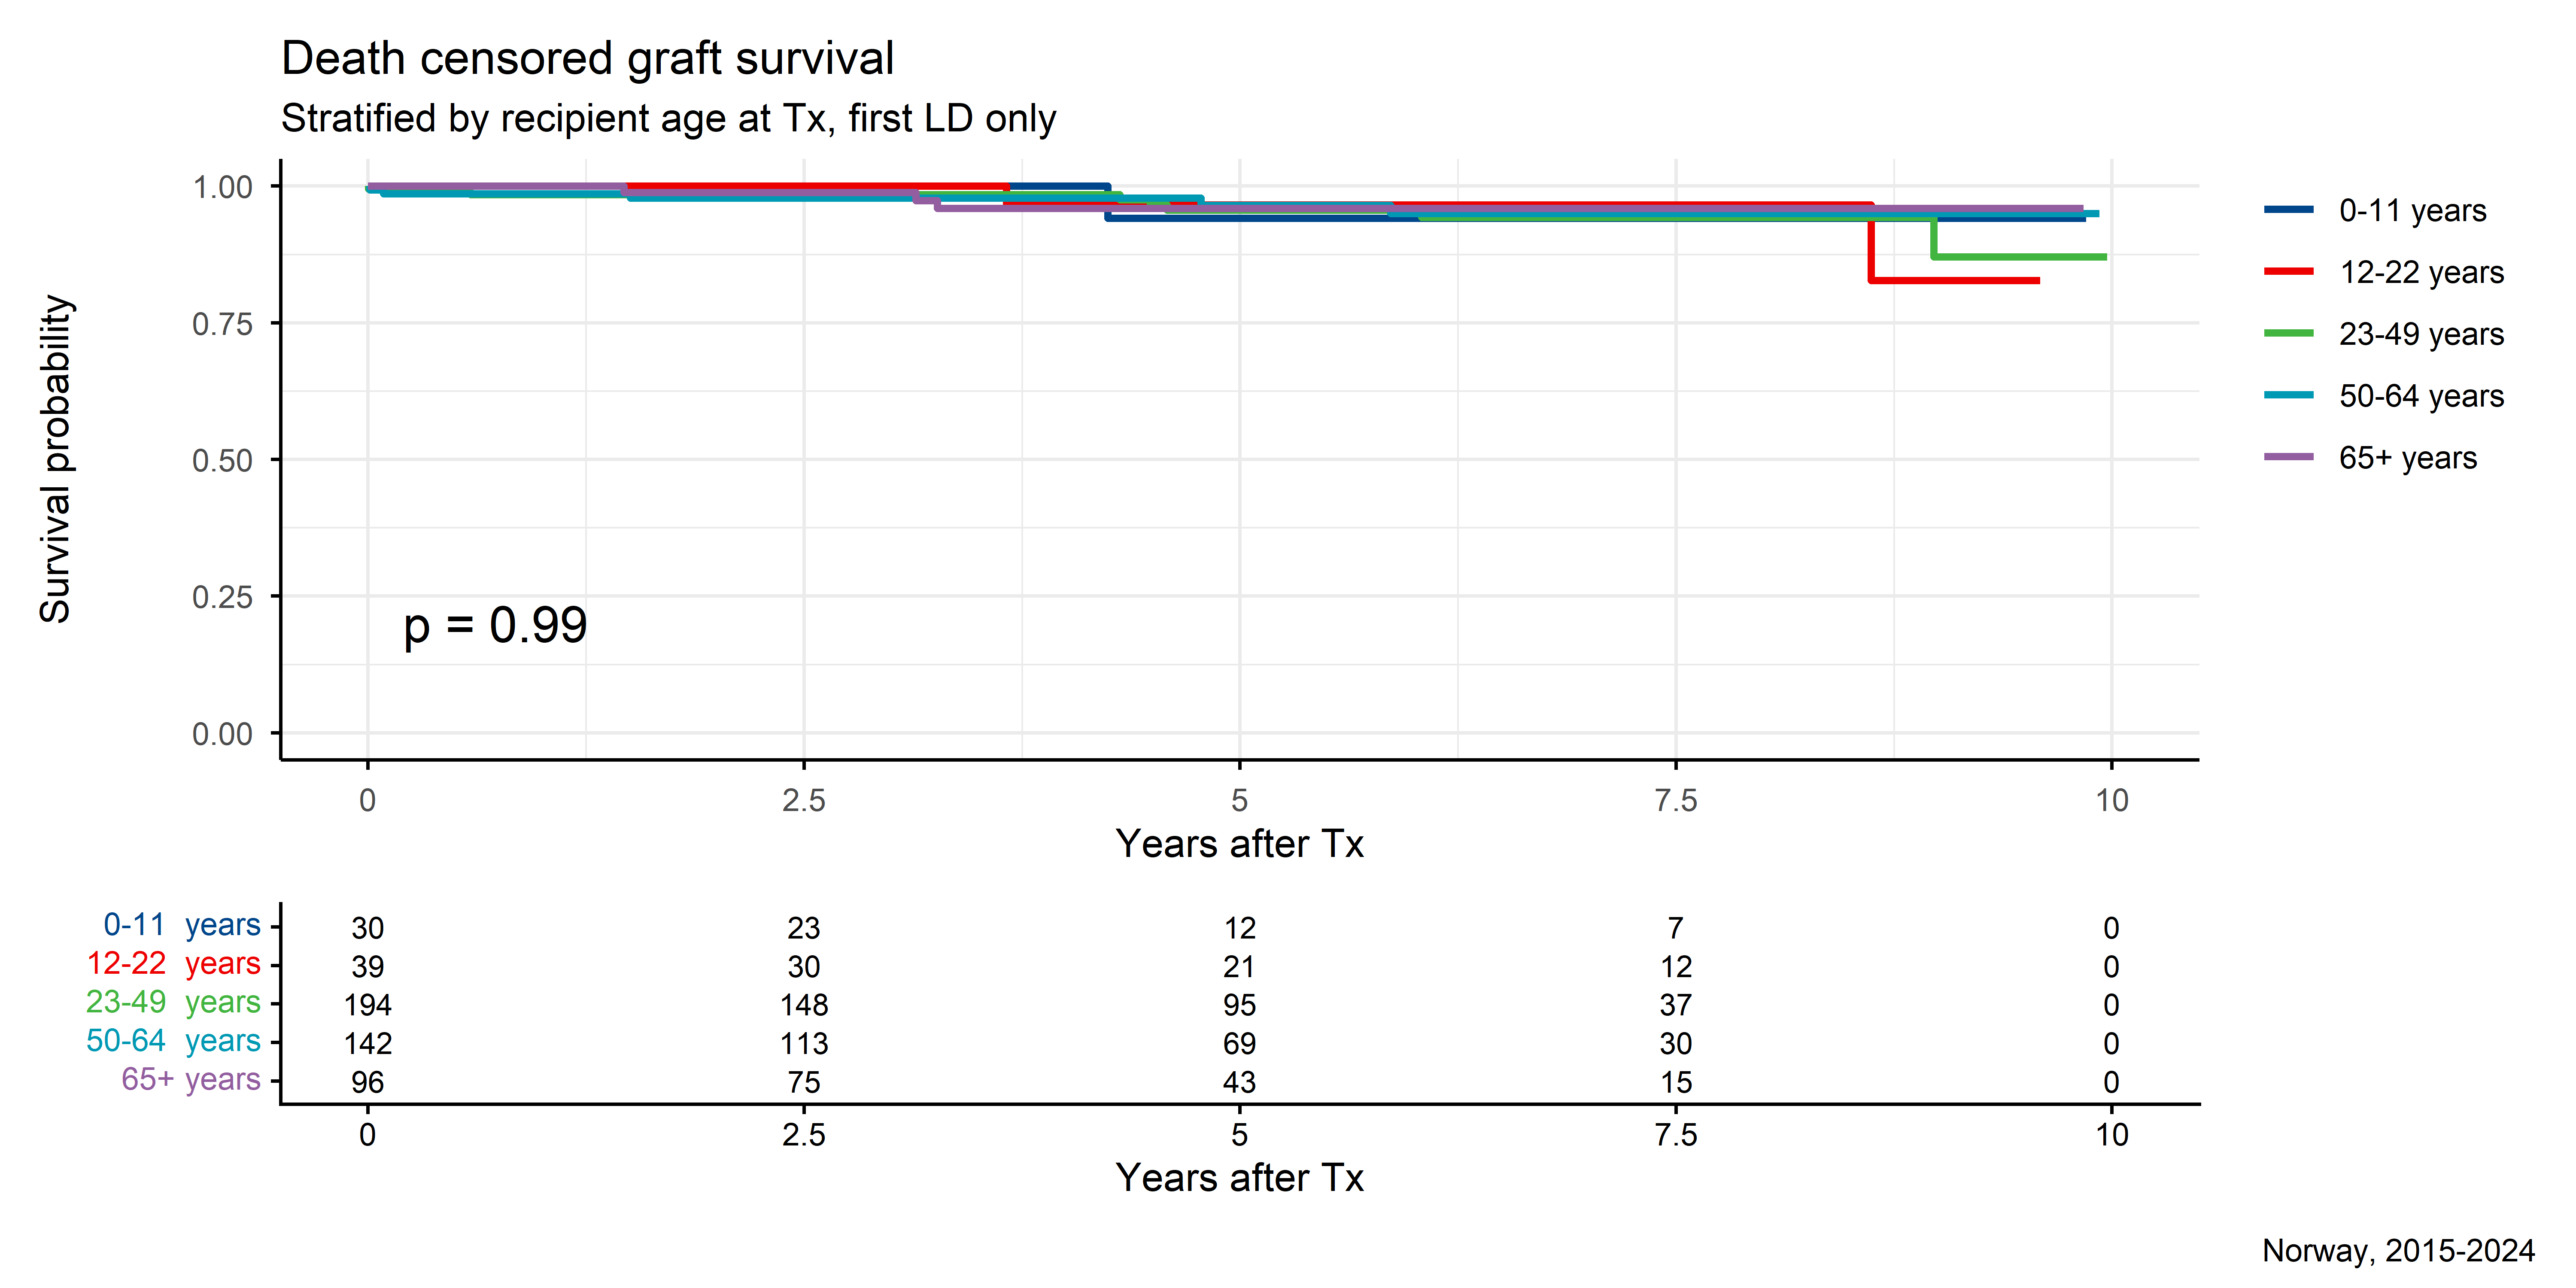 Death censored graft survival
Stratified by recipient age at Tx, first LD only
Survival probability
1.00
0.75
0.50
0.25
0.00
p = 0.99
0 2.5 5 7.5 10
Years after Tx
0-11 years
12-22 years
23-49 years
50-64 years
65+ years
0-11 years 30 23 12 7 0
12-22 years 39 30 21 12 0
23-49 years 194 148 95 37 0
50-64 years 142 113 69 30 0
65+ years 96 75 43 15 0
0 2.5 5 7.5 10
Years after Tx
Norway, 2015-2024